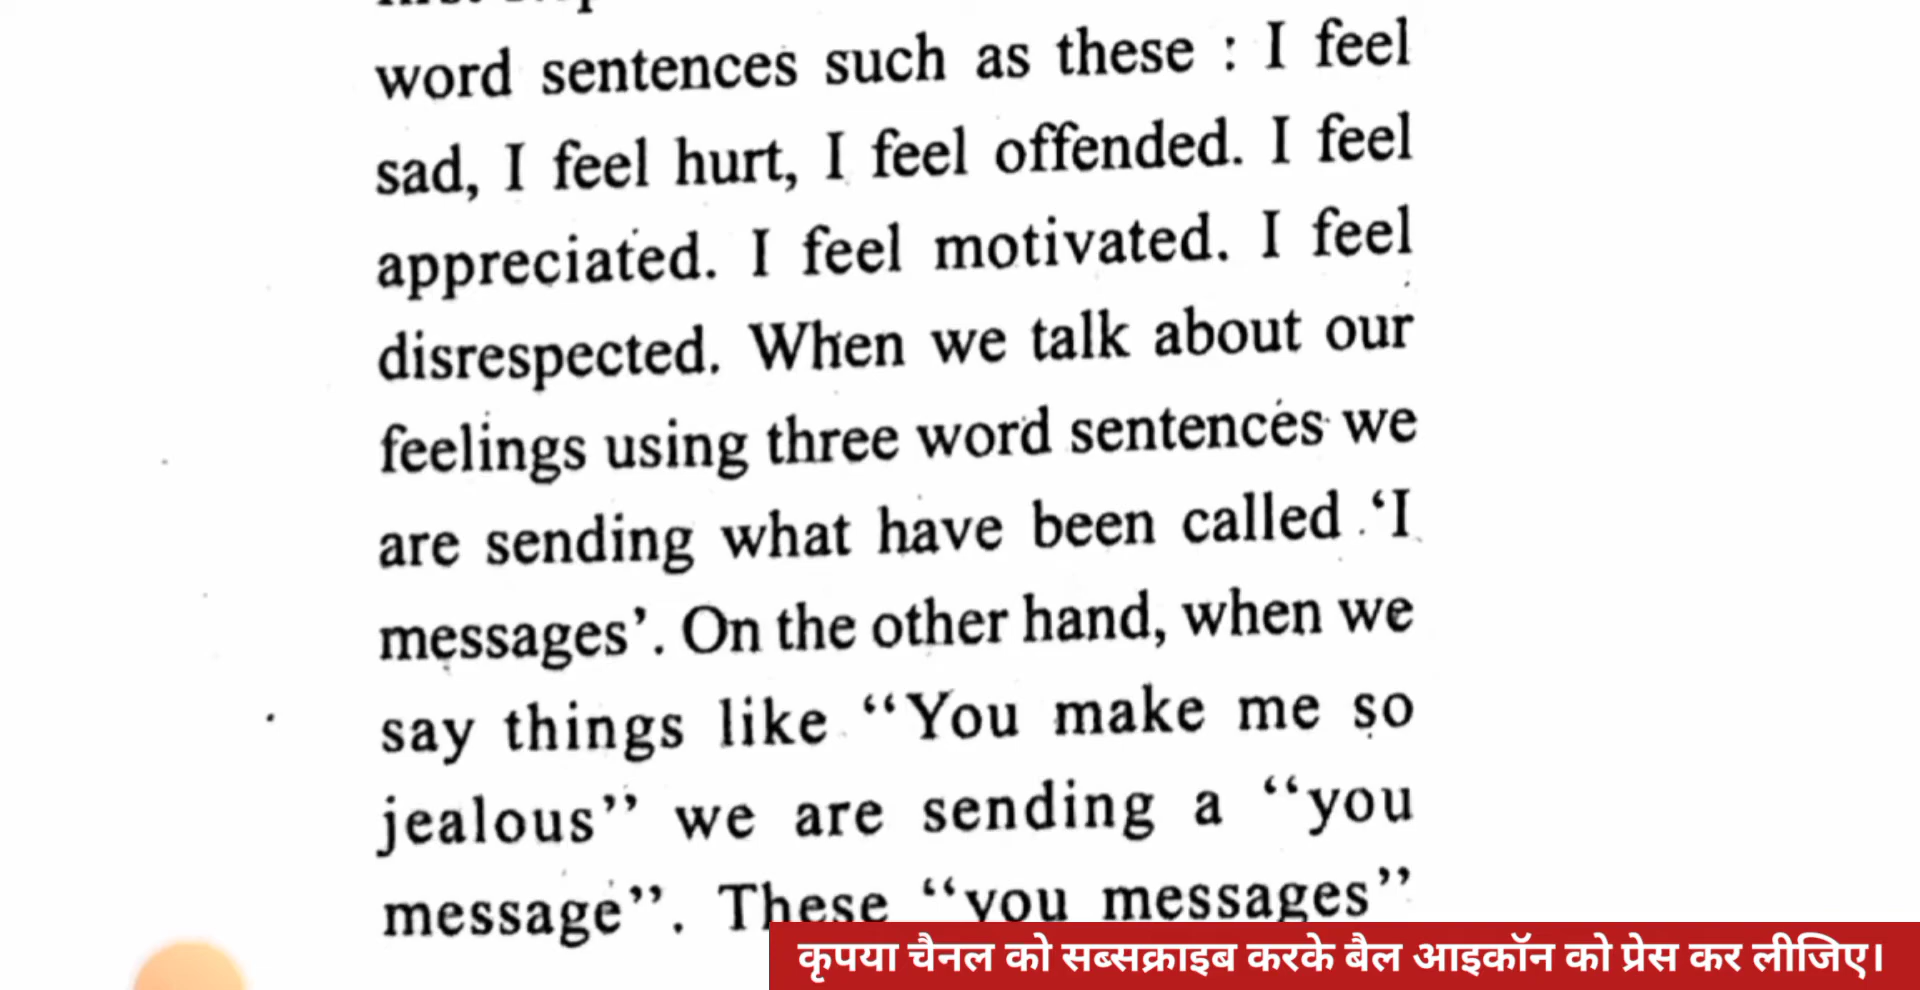 word sentences such as these : I feel
sad, I feel hurt, I feel offended. I feel
appreciated. I feel motivated. I feel
disrespected. When we talk about our
feelings using three word sentences we
are sending what have been called ‘I
messages’. On the other hand, when we
say things like “You make me so
jealous” we are sending a “you
message”. These “you messages”
कृपया चैनल को सब्सक्राइब करके बैल आइकॉन को प्रेस कर लीजिए।